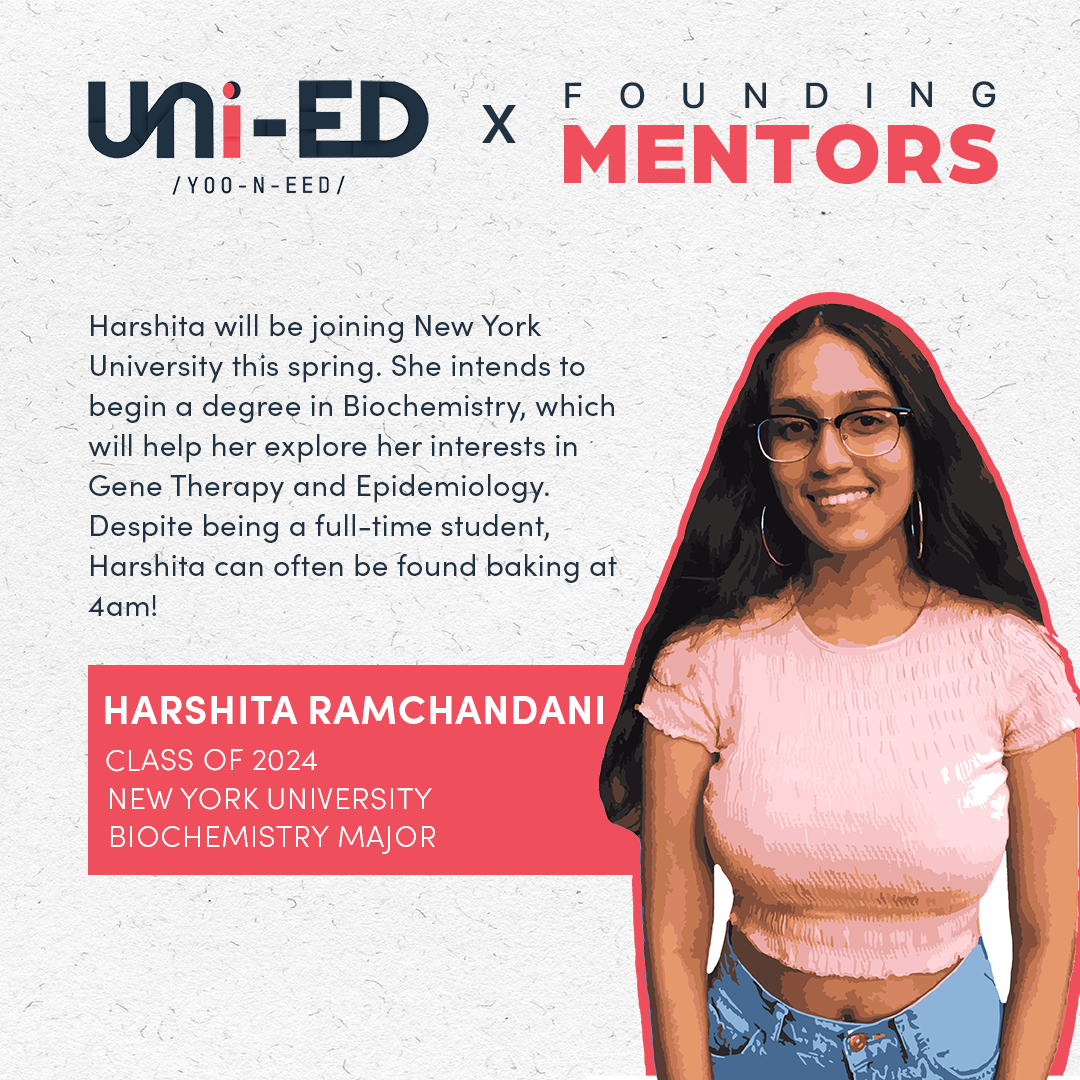 UNi-ED
/YOO-N-EED/
X
FOUNDING
MENTORS
Harshita will be joining New York
University this spring. She intends to
begin a degree in Biochemistry, which
will help her explore her interests in
Gene Therapy and Epidemiology.
Despite being a full-time student,
Harshita can often be found baking at
4am!
HARSHITA RAMCHANDANI
CLASS OF 2024
NEW YORK UNIVERSITY
BIOCHEMISTRY MAJOR